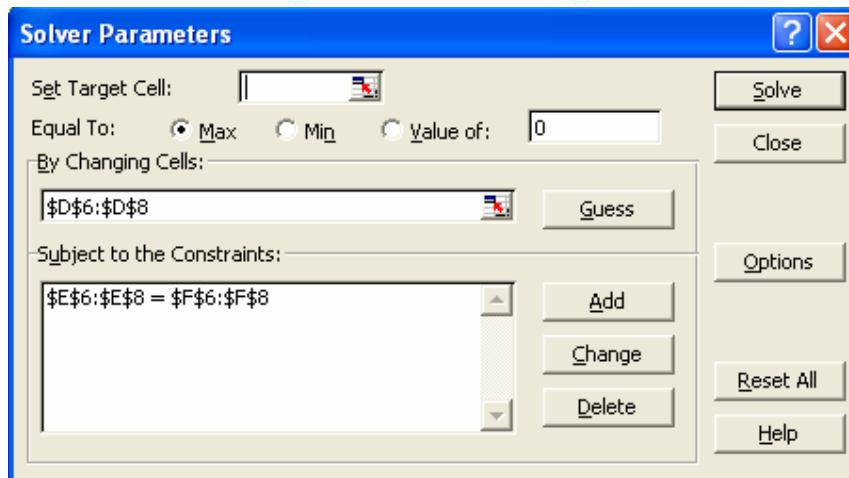 Solver Parameters
?
Set Target Cell:
Solve
Equal To: Max Min Value of: 0
Close
By Changing Cells:
$D$6:$D$8
Guess
Subject to the Constraints:
Options
$E$6:$E$8 = $F$6:$F$8
Add
Change
Reset All
Delete
Help